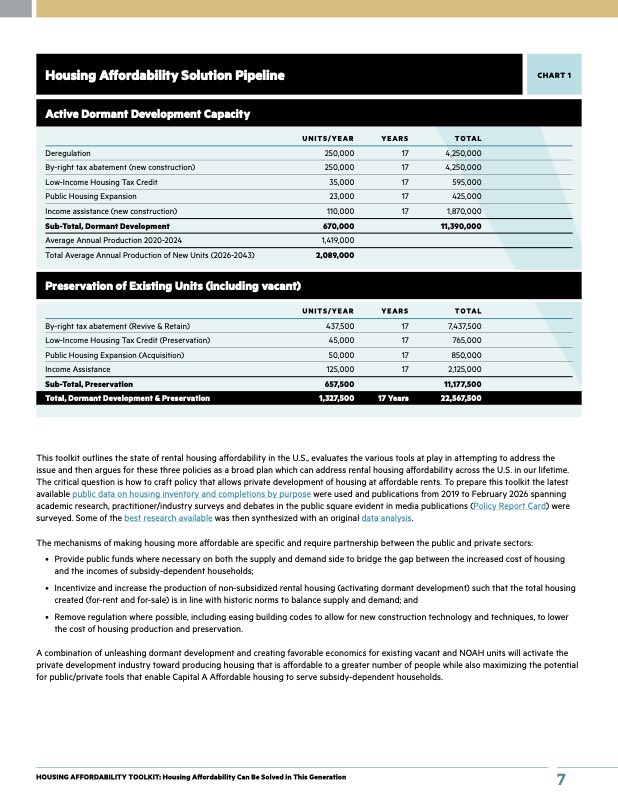 Housing Affordability Solution Pipeline
CHART 1
Active Dormant Development Capacity
UNITS/YEAR YEARS TOTAL
Deregulation 250,000 17 4,250,000
By-right tax abatement (new construction) 250,000 17 4,250,000
Low-Income Housing Tax Credit 35,000 17 595,000
Public Housing Expansion 23,000 17 425,000
Income assistance (new construction) 110,000 17 1,870,000
Sub-Total, Dormant Development 670,000 11,390,000
Average Annual Production 2020-2024 1,419,000
Total Average Annual Production of New Units (2026-2043) 2,089,000
Preservation of Existing Units (including vacant)
UNITS/YEAR YEARS TOTAL
By-right tax abatement (Revive & Retain) 437,500 17 7,437,500
Low-Income Housing Tax Credit (Preservation) 45,000 17 765,000
Public Housing Expansion (Acquisition) 50,000 17 850,000
Income Assistance 125,000 17 2,125,000
Sub-Total, Preservation 657,500 11,177,500
Total, Dormant Development & Preservation 1,327,500 17 Years 22,567,500
This toolkit outlines the state of rental housing affordability in the U.S., evaluates the various tools at play in attempting to address the
issue and then argues for these three policies as a broad plan which can address rental housing affordability across the U.S. in our lifetime.
The critical question is how to craft policy that allows private development of housing at affordable rents. To prepare this toolkit the latest
available public data on housing inventory and completions by purpose were used and publications from 2019 to February 2026 spanning
academic research, practitioner/industry surveys and debates in the public square evident in media publications (Policy Report Card) were
surveyed. Some of the best research available was then synthesized with an original data analysis.
The mechanisms of making housing more affordable are specific and require partnership between the public and private sectors:
• Provide public funds where necessary on both the supply and demand side to bridge the gap between the increased cost of housing
and the incomes of subsidy-dependent households;
• Incentivize and increase the production of non-subsidized rental housing (activating dormant development) such that the total housing
created (for-rent and for-sale) is in line with historic norms to balance supply and demand; and
• Remove regulation where possible, including easing building codes to allow for new construction technology and techniques, to lower
the cost of housing production and preservation.
A combination of unleashing dormant development and creating favorable economics for existing vacant and NOAH units will activate the
private development industry toward producing housing that is affordable to a greater number of people while also maximizing the potential
for public/private tools that enable Capital A Affordable housing to serve subsidy-dependent households.
HOUSING AFFORDABILITY TOOLKIT: Housing Affordability Can Be Solved in This Generation
7